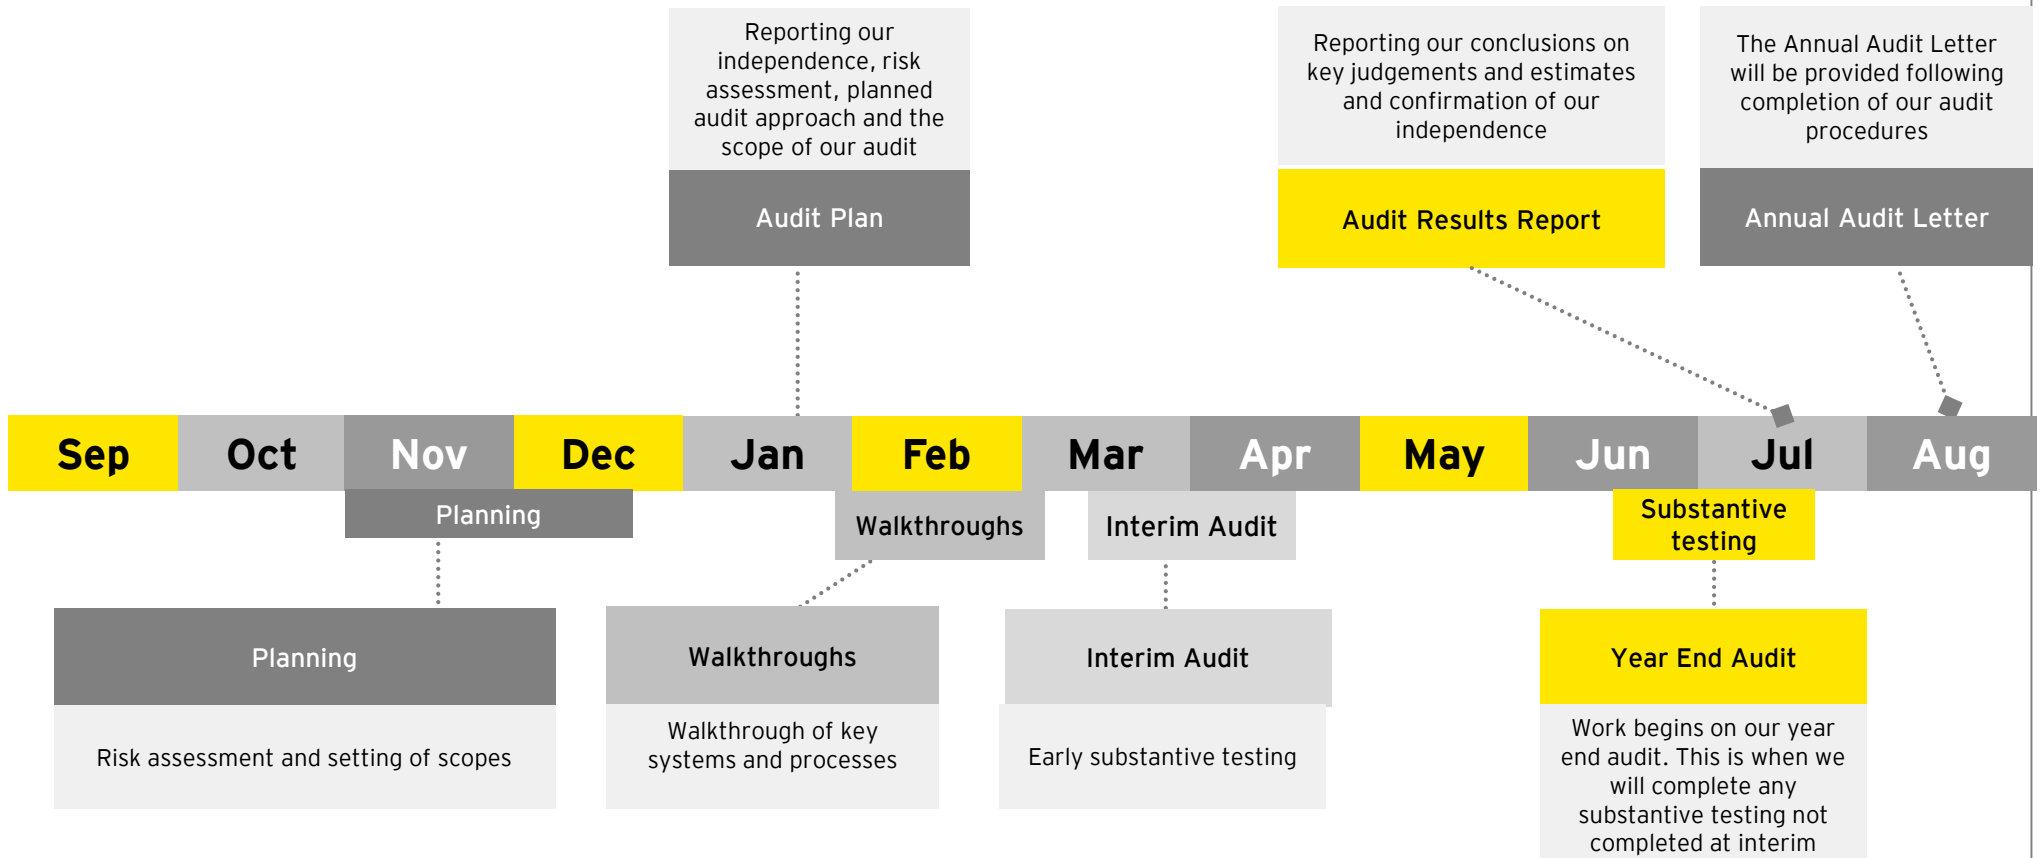 Reporting our
independence, risk
assessment, planned
audit approach and the
scope of our audit
Audit Plan
Reporting our conclusions on
key judgements and estimates
and confirmation of our
independence
Audit Results Report
The Annual Audit Letter
will be provided following
completion of our audit
procedures
Annual Audit Letter
Sep Oct Nov Dec Jan Feb Mar Apr May Jun Jul Aug
Planning
Walkthroughs
Interim Audit
Substantive
testing
Planning
Risk assessment and setting of scopes
Walkthroughs
Walkthrough of key
systems and processes
Interim Audit
Early substantive testing
Year End Audit
Work begins on our year
end audit. This is when we
will complete any
substantive testing not
completed at interim